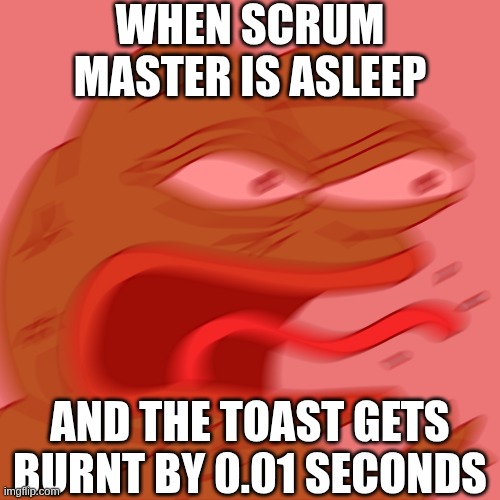 WHEN SCRUM
MASTER IS ASLEEP
AND THE TOAST GETS
BURNT BY 0.01 SECONDS
imgflip.com